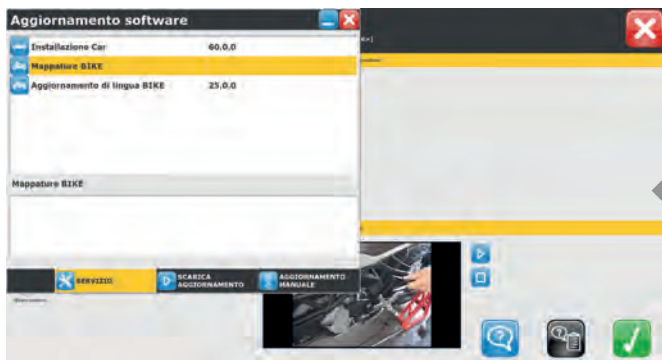 Aggiornamento software
Installazione Car 60.0.0
Mappature BIKE
Aggiornamento di lingua BIKE 25.0.0
Mappature BIKE
SERVIZIO
SCARICA AGGIORNAMENTO
AGGIORNAMENTO MANUALE